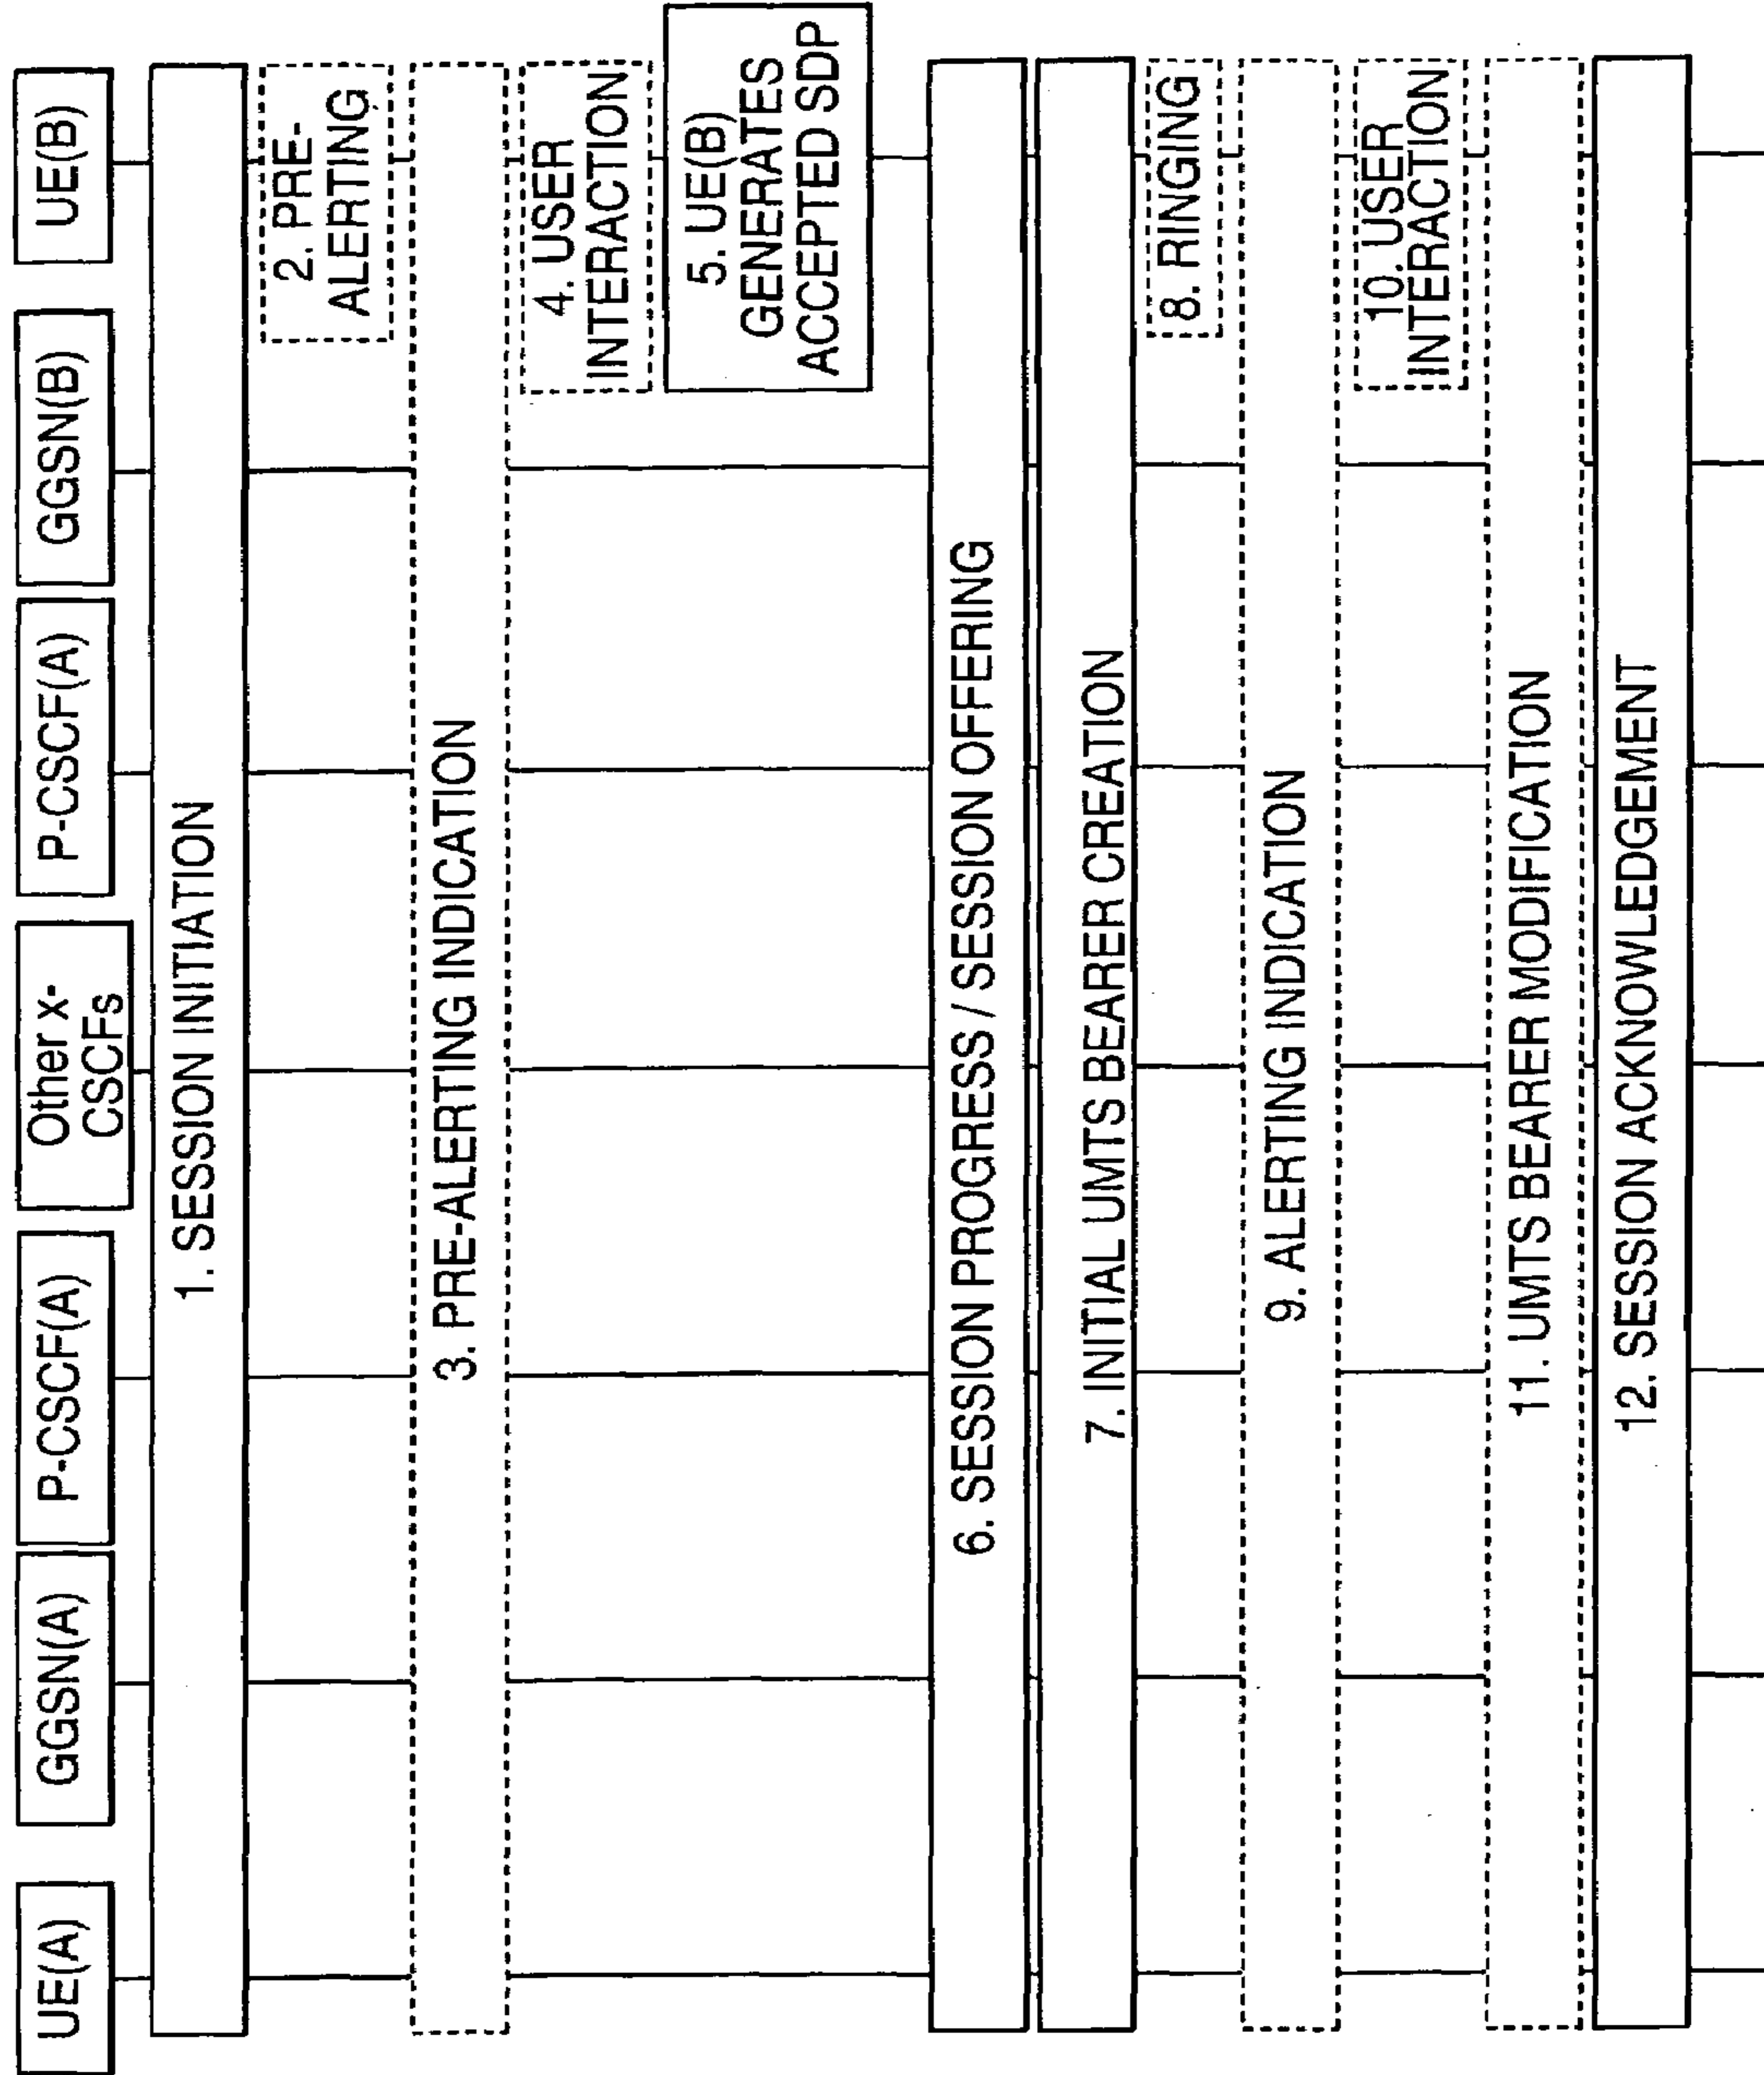 UE(A)
GGSN(A)
P-CSCF(A)
Other x-
CSCFs
P-CSCF(A)
GGSN(B)
UE(B)
1. SESSION INITIATION
2. PRE-
ALERTING
3. PRE-ALERTING INDICATION
4. USER
INTERACTION
5. UE(B)
GENERATES
ACCEPTED SDP
6. SESSION PROGRESS / SESSION OFFERING
7. INITIAL UMTS BEARER CREATION
8. RINGING
9. ALERTING INDICATION
10. USER
INTERACTION
11. UMTS BEARER MODIFICATION
12. SESSION ACKNOWLEDGEMENT